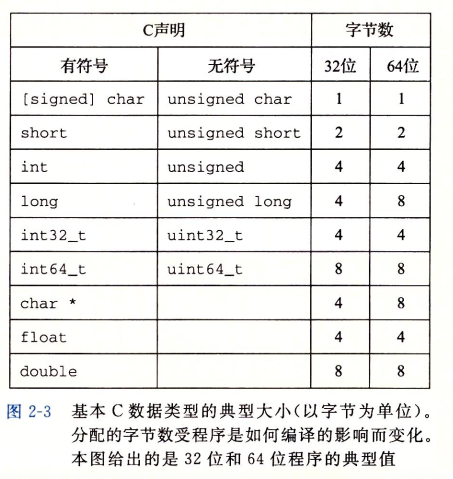 C声明 字节数
有符号 无符号 32位 64位
[signed] char unsigned char 1 1
short unsigned short 2 2
int unsigned 4 4
long unsigned long 4 8
int32_t uint32_t 4 4
int64_t uint64_t 8 8
char * 4 8
float 4 4
double 8 8
图 2-3 基本 C 数据类型的典型大小(以字节为单位)。
分配的字节数受程序是如何编译的影响而变化。
本图给出的是 32 位和 64 位程序的典型值